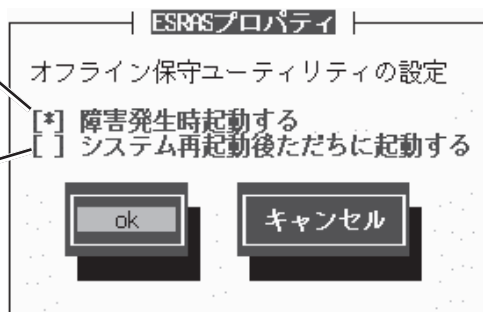 ESRASプロパティ
オフライン保守ユーティリティの設定
[*] 障害発生時起動する
[ ] システム再起動後ただちに起動する
ok キャンセル